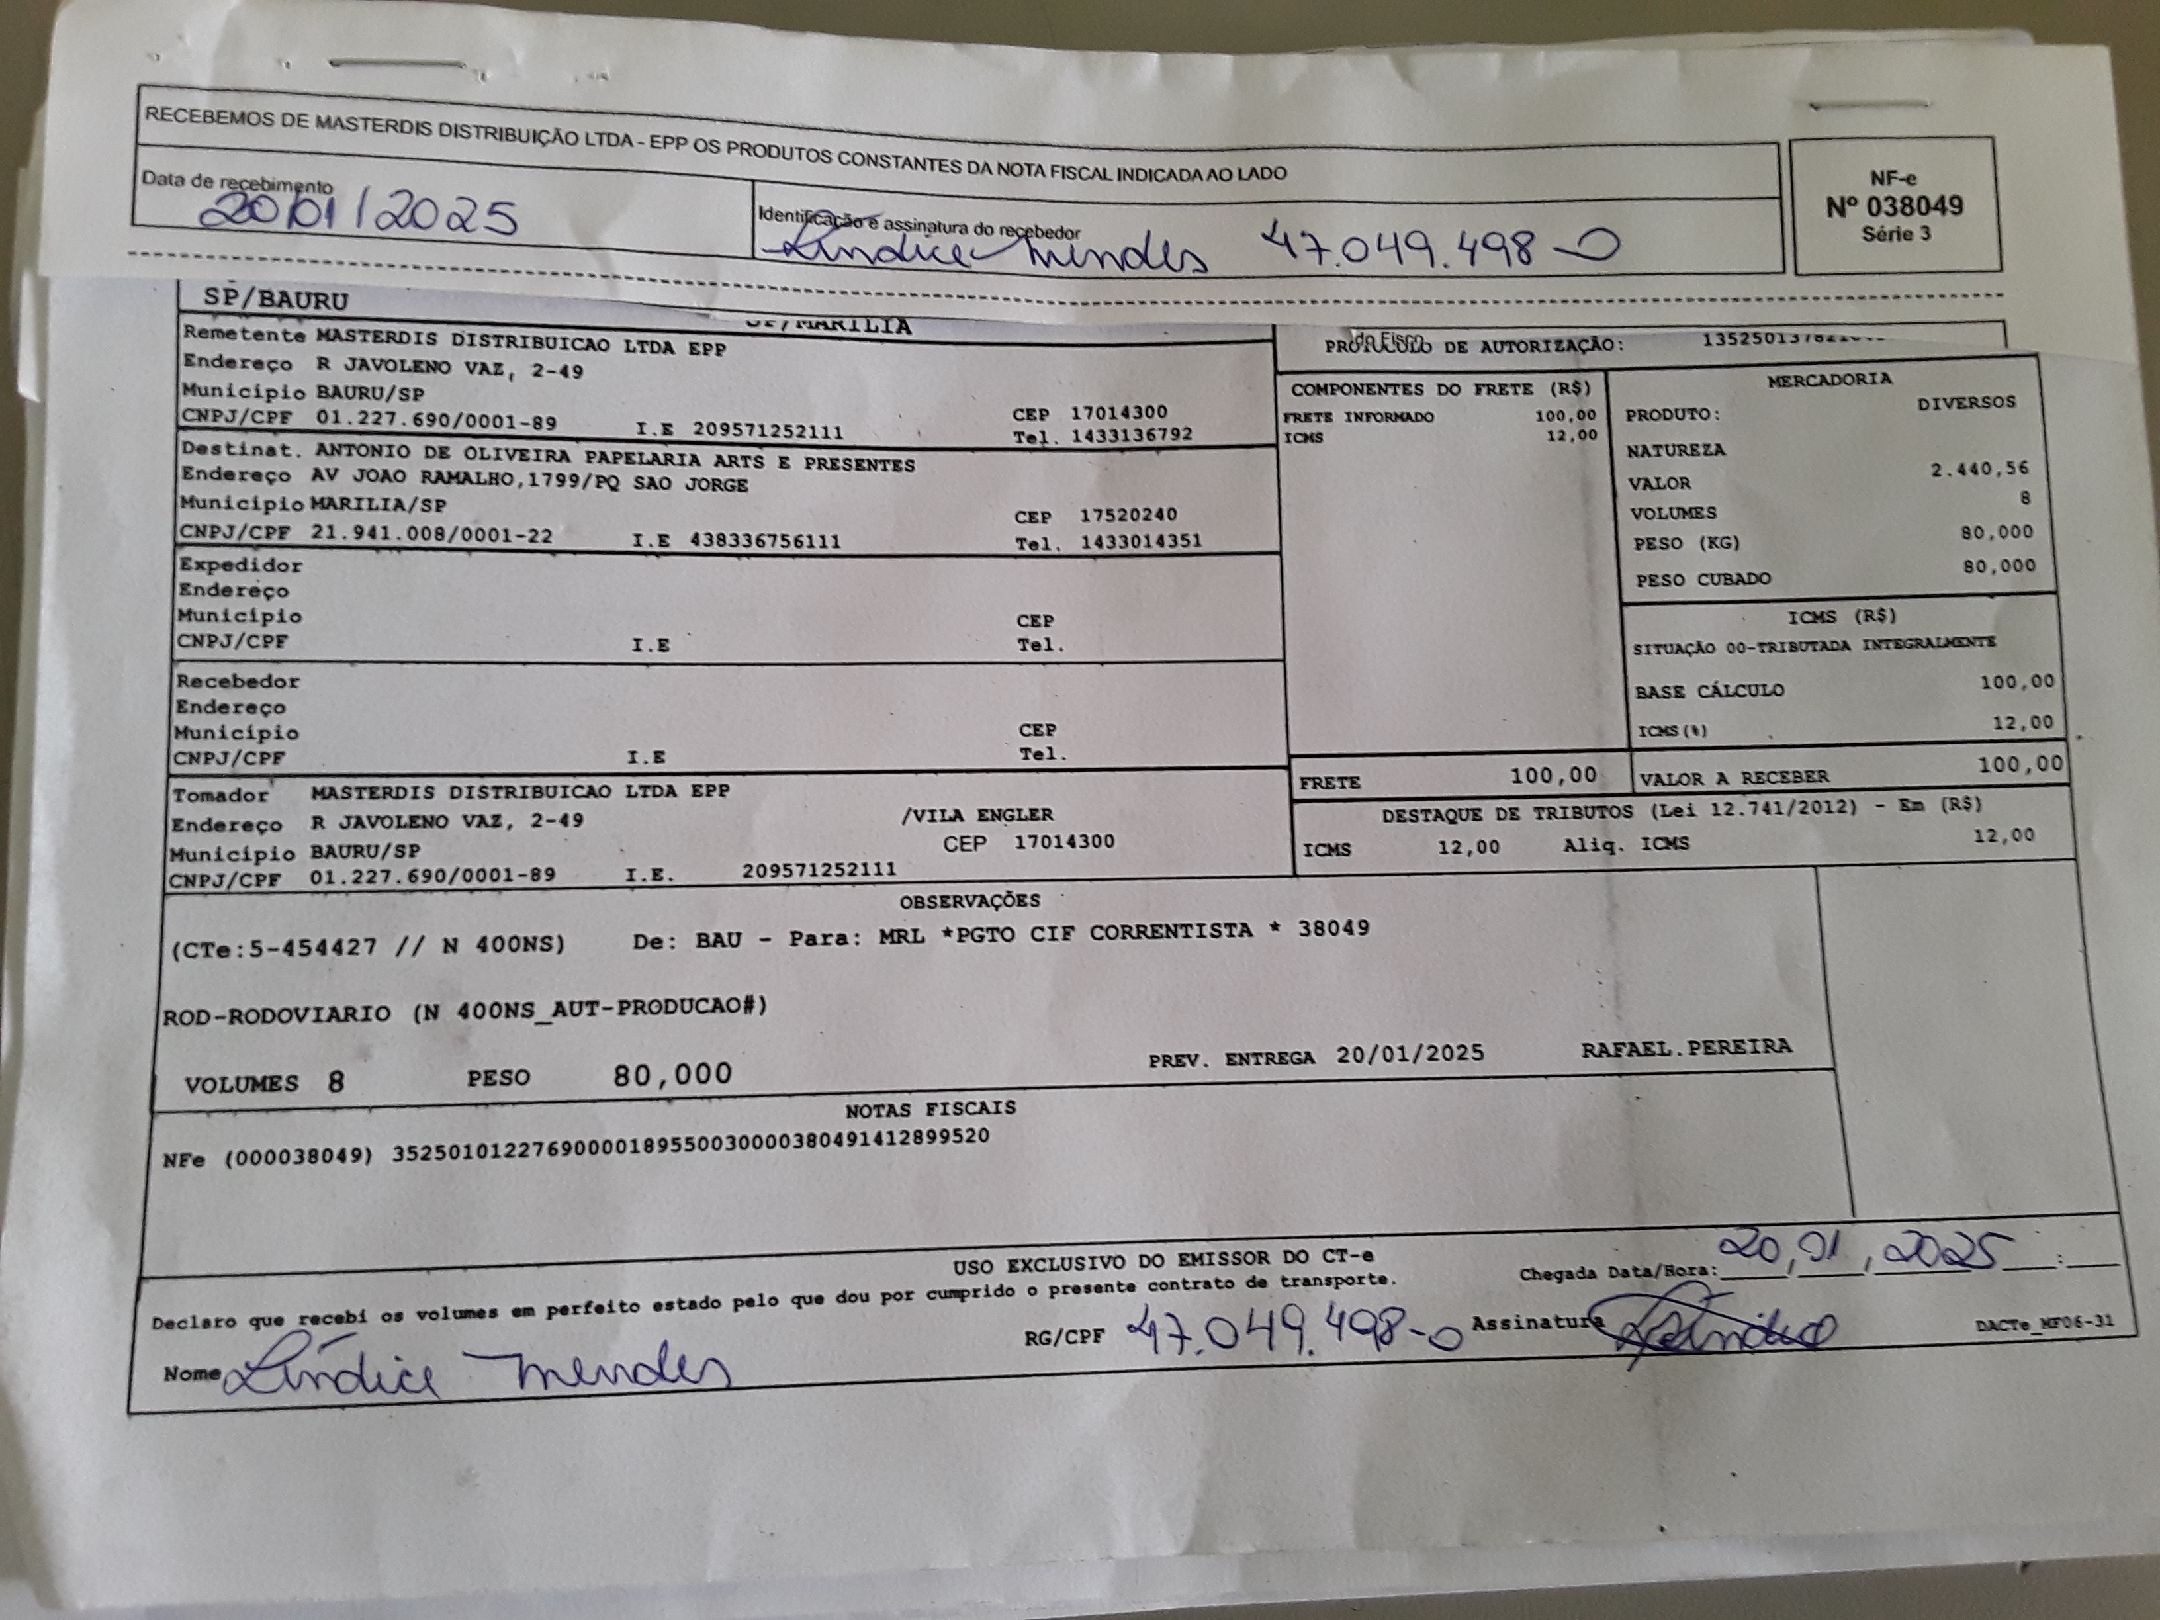 RECEBEMOS DE MASTERDIS DISTRIBUIÇÃO LTDA - EPP OS PRODUTOS CONSTANTES DA NOTA FISCAL INDICADA AO LADO
NF-e
Nº 038049
Série 3
Data de recebimento
20/01/2025
Identificação e assinatura do recebedor
Lindice Mendes 47.049.498-0
SP/BAURU
SP/MARILIA
Remetente MASTERDIS DISTRIBUICAO LTDA EPP
Endereço R JAVOLENO VAZ, 2-49
Município BAURU/SP
CEP 17014300
CNPJ/CPF 01.227.690/0001-89 I.E 209571252111 Tel. 1433136792
Destinat. ANTONIO DE OLIVEIRA PAPELARIA ARTS E PRESENTES
Endereço AV JOAO RAMALHO,1799/PQ SAO JORGE
Município MARILIA/SP
CEP 17520240
CNPJ/CPF 21.941.008/0001-22 I.E 438336756111 Tel. 1433014351
Expedidor
Endereço
Município CEP
CNPJ/CPF I.E Tel.
Recebedor
Endereço
Município CEP
CNPJ/CPF I.E Tel.
Tomador MASTERDIS DISTRIBUICAO LTDA EPP
Endereço R JAVOLENO VAZ, 2-49 /VILA ENGLER
Município BAURU/SP CEP 17014300
CNPJ/CPF 01.227.690/0001-89 I.E. 209571252111
do Fisco
PROTOCOLO DE AUTORIZAÇÃO:
COMPONENTES DO FRETE (R$)
FRETE INFORMADO 100,00
ICMS 12,00
MERCADORIA
PRODUTO: DIVERSOS
NATUREZA
VALOR 2.440,56
VOLUMES 8
PESO (KG) 80,000
PESO CUBADO 80,000
ICMS (R$)
SITUAÇÃO 00-TRIBUTADA INTEGRALMENTE
BASE CÁLCULO 100,00
ICMS(%) 12,00
FRETE 100,00
VALOR A RECEBER 100,00
DESTAQUE DE TRIBUTOS (Lei 12.741/2012) - Em (R$)
ICMS 12,00 Aliq. ICMS 12,00
OBSERVAÇÕES
(CTe:5-454427 // N 400NS) De: BAU - Para: MRL *PGTO CIF CORRENTISTA * 38049
ROD-RODOVIARIO (N 400NS_AUT-PRODUCAO#)
VOLUMES 8 PESO 80,000 PREV. ENTREGA 20/01/2025 RAFAEL.PEREIRA
NOTAS FISCAIS
NFe (000038049) 35250101227690000189550030000380491412899520
USO EXCLUSIVO DO EMISSOR DO CT-e
Declaro que recebi os volumes em perfeito estado pelo que dou por cumprido o presente contrato de transporte.
Chegada Data/Hora: 20,01,2025 :
Nome Lindice Mendes
RG/CPF 47.049.498-0
Assinatura Lindice
DACTe_MF06-31